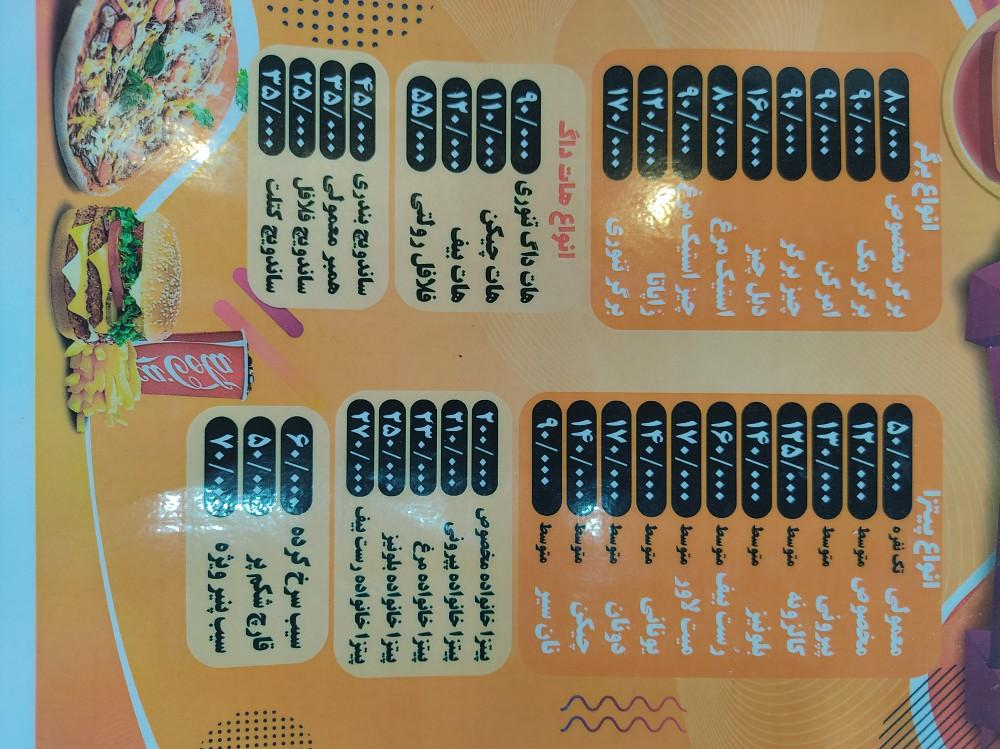 انواع پیتزا
معمولی تک نفره ۵۰/۰۰۰
مخصوص متوسط ۱۲۰/۰۰۰
پپرونی متوسط ۱۳۰/۰۰۰
کالزونه متوسط ۱۲۵/۰۰۰
بلونیز متوسط ۱۴۰/۰۰۰
رُست بیف متوسط ۱۶۰/۰۰۰
میت لاور متوسط ۱۷۰/۰۰۰
یونانی متوسط ۱۴۰/۰۰۰
دونان متوسط ۱۷۰/۰۰۰
چیکن متوسط ۱۴۰/۰۰۰
نان سیر متوسط ۹۰/۰۰۰
پیتزا خانواده مخصوص ۲۰۰/۰۰۰
پیتزا خانواده پپرونی ۲۱۰/۰۰۰
پیتزا خانواده مرغ ۲۳۰/۰۰۰
پیتزا خانواده بلونیز ۲۵۰/۰۰۰
پیتزا خانواده رست بیف ۲۷۰/۰۰۰
سیب سرخ کرده ۶۰/۰۰۰
قارچ شکم پر ۵۰/۰۰۰
سیب پنیر ویژه ۷۰/۰۰۰
انواع برگر
برگر مخصوص ۸۰/۰۰۰
برگر مک ۹۰/۰۰۰
امرکن ۹۰/۰۰۰
چیز برگر ۹۰/۰۰۰
دبل چیز ۱۶۰/۰۰۰
استیک مرغ ۸۰/۰۰۰
چیز استیک مرغ ۹۰/۰۰۰
زاپاتا ۱۲۰/۰۰۰
برگر تنوری ۱۷۰/۰۰۰
انواع هات داگ
هات داگ تنوری ۹۰/۰۰۰
هات چیکن ۱۱۰/۰۰۰
هات بیف ۱۲۰/۰۰۰
فلافل رولتی ۵۵/۰۰۰
ساندویچ بندری ۴۵/۰۰۰
همبر معمولی ۳۵/۰۰۰
ساندویچ فلافل ۲۵/۰۰۰
ساندویچ کتلت ۳۵/۰۰۰